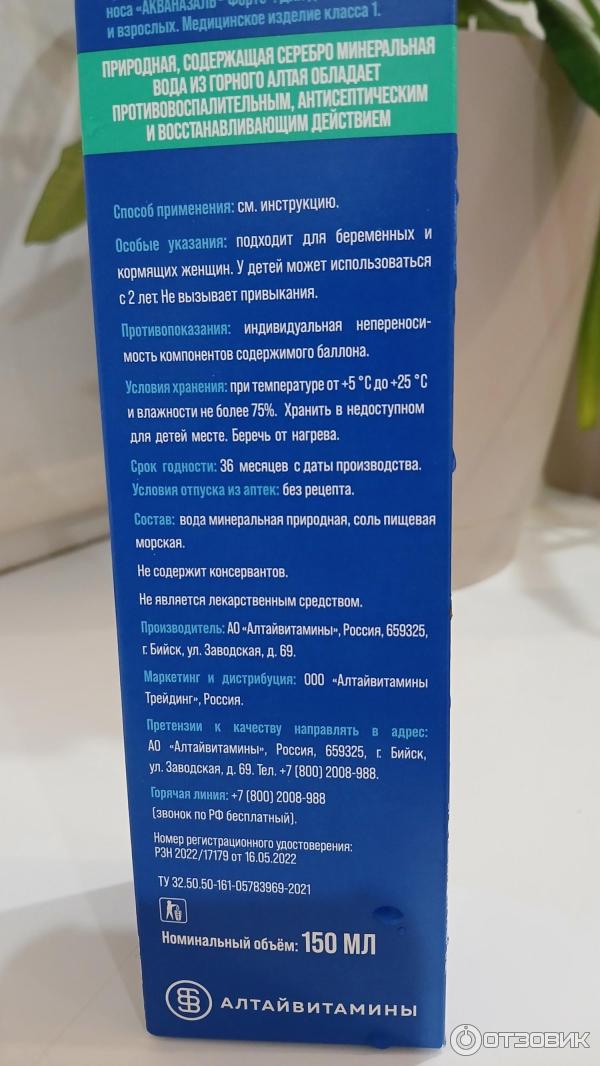 носа «АКВАНАЗАЛЬ® Форте»
и взрослых. Медицинское изделие класса 1.
ПРИРОДНАЯ, СОДЕРЖАЩАЯ СЕРЕБРО МИНЕРАЛЬНАЯ
ВОДА ИЗ ГОРНОГО АЛТАЯ ОБЛАДАЕТ
ПРОТИВОВОСПАЛИТЕЛЬНЫМ, АНТИСЕПТИЧЕСКИМ
И ВОССТАНАВЛИВАЮЩИМ ДЕЙСТВИЕМ
Способ применения: см. инструкцию.
Особые указания: подходит для беременных и
кормящих женщин. У детей может использоваться
с 2 лет. Не вызывает привыкания.
Противопоказания: индивидуальная непереноси-
мость компонентов содержимого баллона.
Условия хранения: при температуре от +5 °С до +25 °С
и влажности не более 75%. Хранить в недоступном
для детей месте. Беречь от нагрева.
Срок годности: 36 месяцев с даты производства.
Условия отпуска из аптек: без рецепта.
Состав: вода минеральная природная, соль пищевая
морская.
Не содержит консервантов.
Не является лекарственным средством.
Производитель: АО «Алтайвитамины», Россия, 659325,
г. Бийск, ул. Заводская, д. 69.
Маркетинг и дистрибуция: ООО «Алтайвитамины
Трейдинг», Россия.
Претензии к качеству направлять в адрес:
АО «Алтайвитамины», Россия, 659325, г. Бийск,
ул. Заводская, д. 69. Тел. +7 (800) 2008-988.
Горячая линия: +7 (800) 2008-988
(звонок по РФ бесплатный).
Номер регистрационного удостоверения:
РЗН 2022/17179 от 16.05.2022
ТУ 32.50.50-161-05783969-2021
Номинальный объём: 150 МЛ
АЛТАЙВИТАМИНЫ
ОТЗОВИК